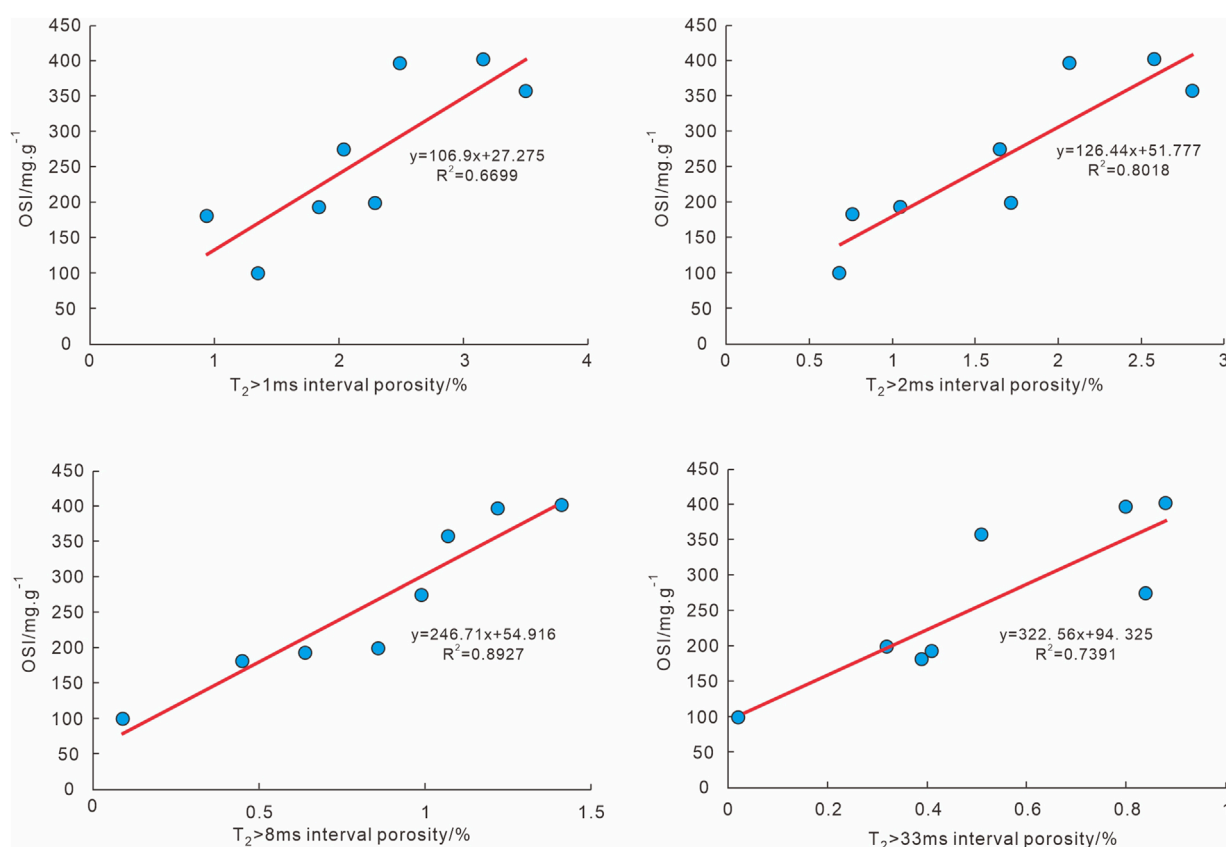 450
400
350
300
250
200
150
100
50
0
OSI/mg.g⁻¹
y=106.9x+27.275
R²=0.6699
0 1 2 3 4
T₂>1ms interval porosity/%
450
400
350
300
250
200
150
100
50
0
OSI/mg.g⁻¹
y=126.44x+51.777
R²=0.8018
0 0.5 1 1.5 2 2.5 3
T₂>2ms interval porosity/%
450
400
350
300
250
200
150
100
50
0
OSI/mg.g⁻¹
y=246.71x+54.916
R²=0.8927
0 0.5 1 1.5
T₂>8ms interval porosity/%
450
400
350
300
250
200
150
100
50
0
OSI/mg.g⁻¹
y=322. 56x+94. 325
R²=0.7391
0 0.2 0.4 0.6 0.8 1
T₂>33ms interval porosity/%